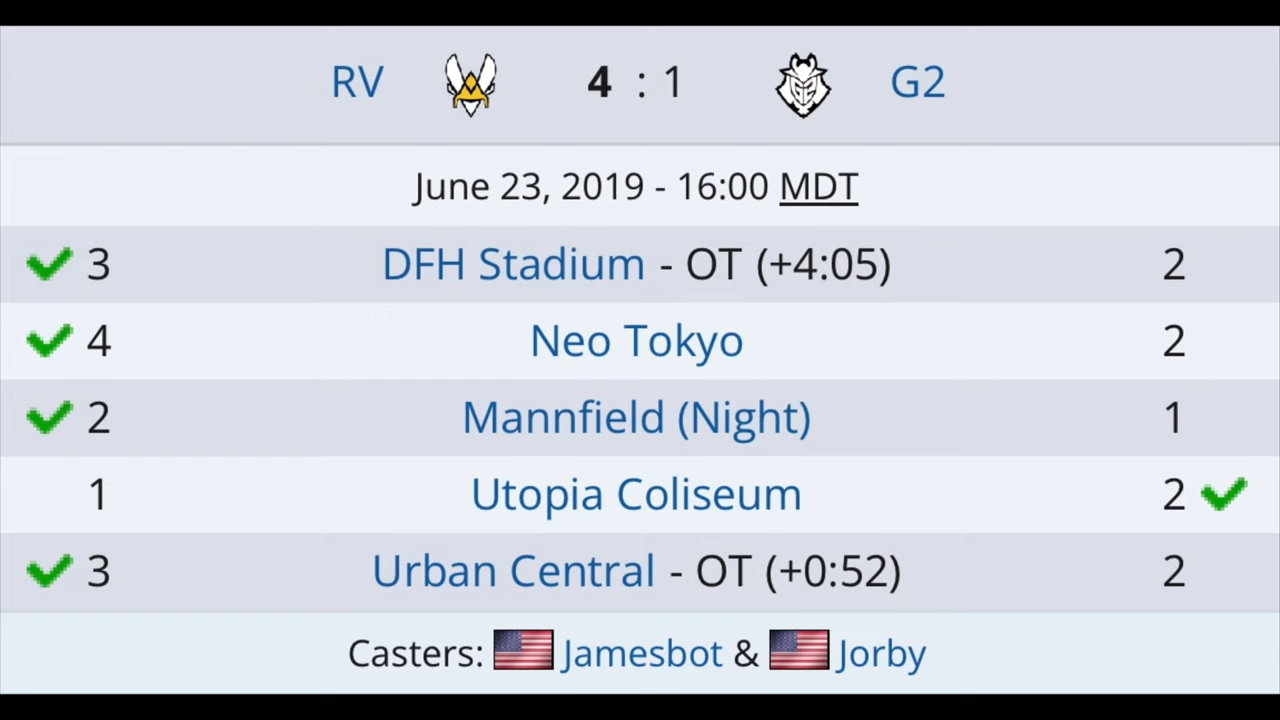 RV 4 : 1 G2
June 23, 2019 - 16:00 MDT
3 DFH Stadium - OT (+4:05) 2
4 Neo Tokyo 2
2 Mannfield (Night) 1
1 Utopia Coliseum 2
3 Urban Central - OT (+0:52) 2
Casters: Jamesbot & Jorby